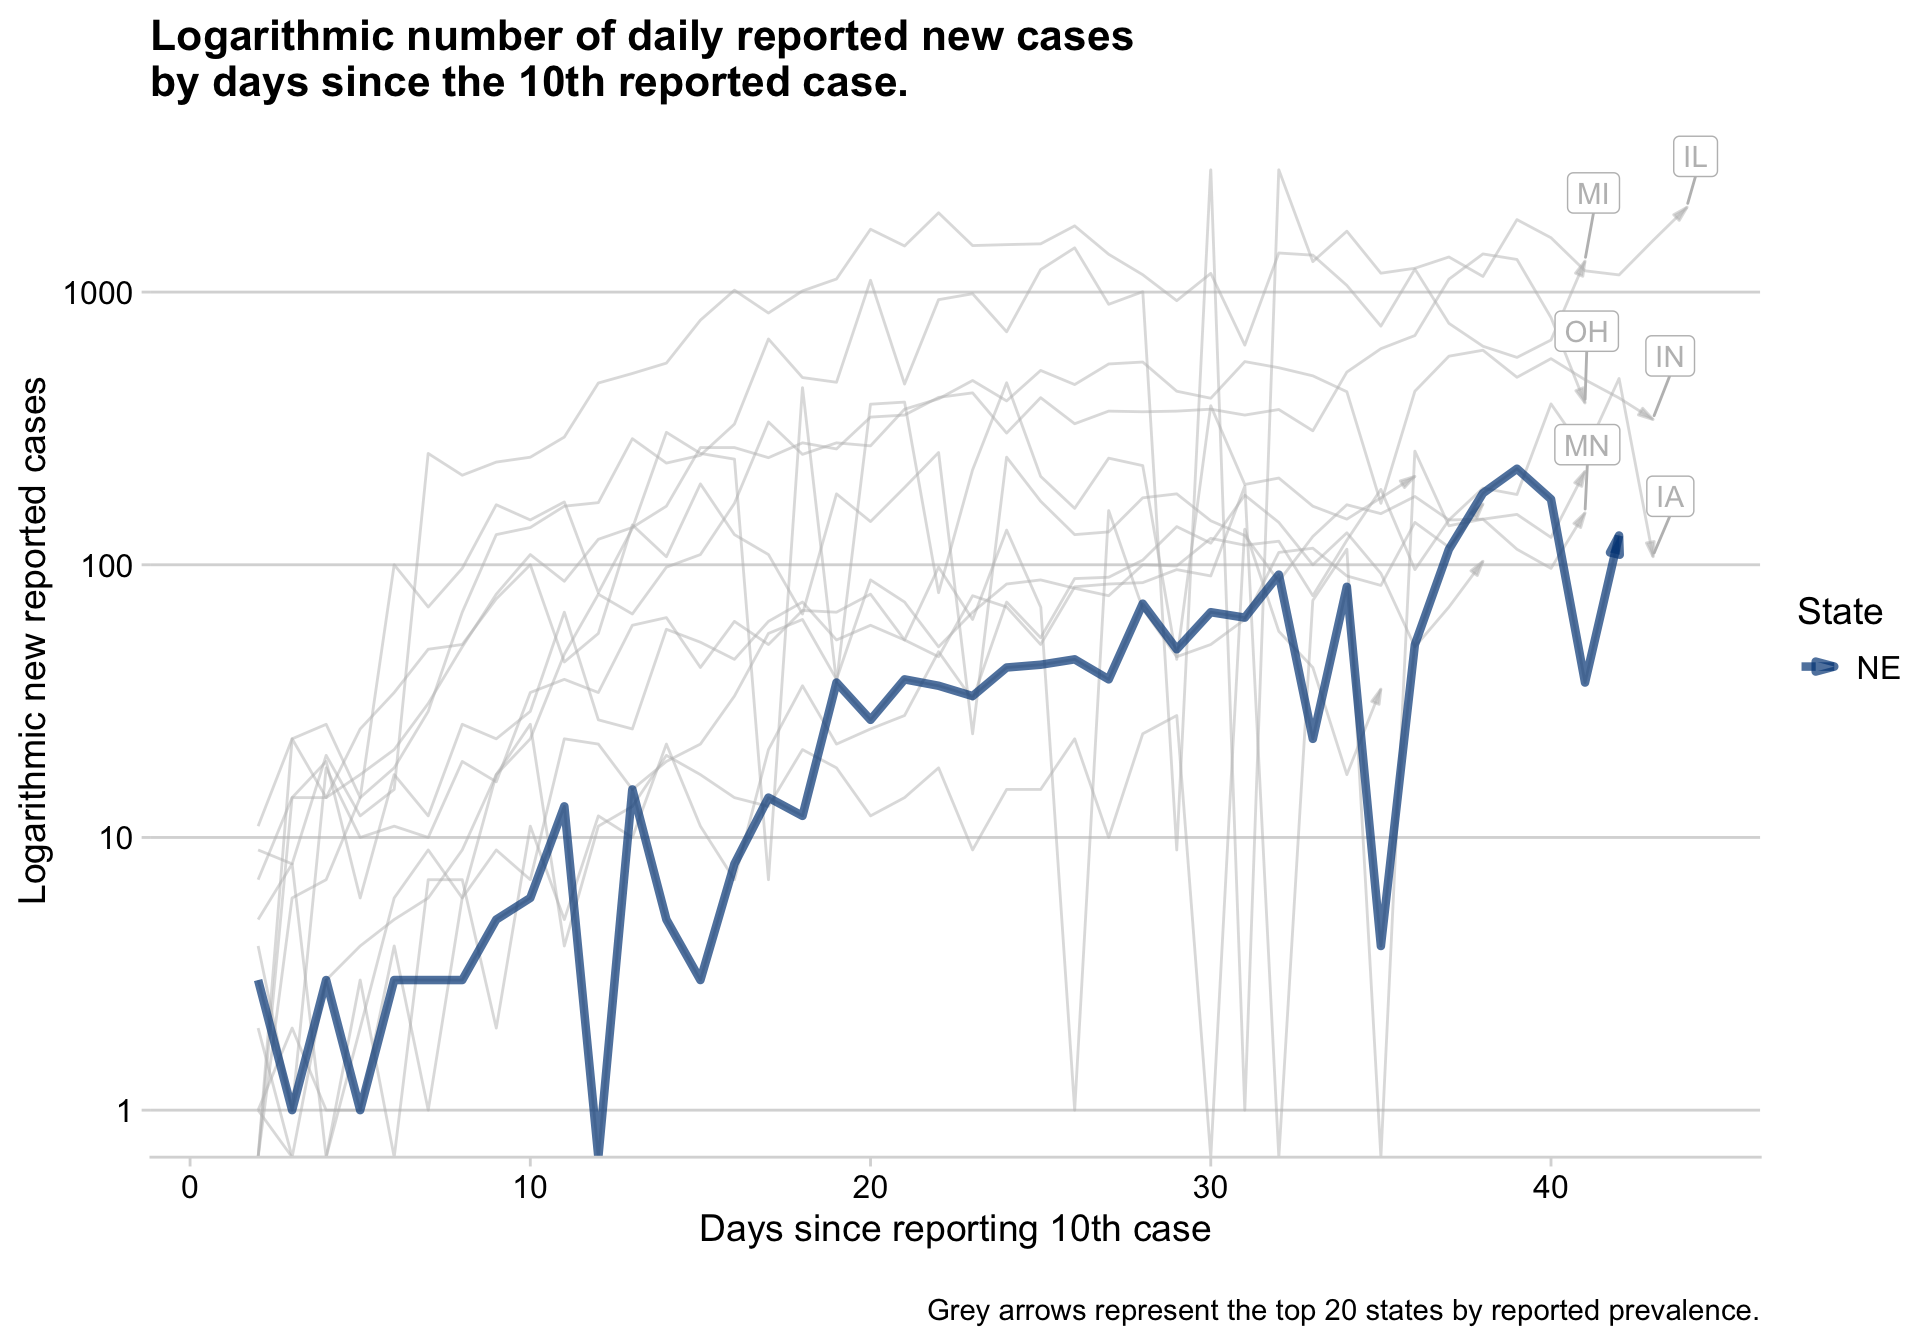 Logarithmic number of daily reported new cases
by days since the 10th reported case.
IL
MI
1000
OH
IN
MN
IA
100
10
1
Logarithmic new reported cases
State
NE
0 10 20 30 40
Days since reporting 10th case
Grey arrows represent the top 20 states by reported prevalence.